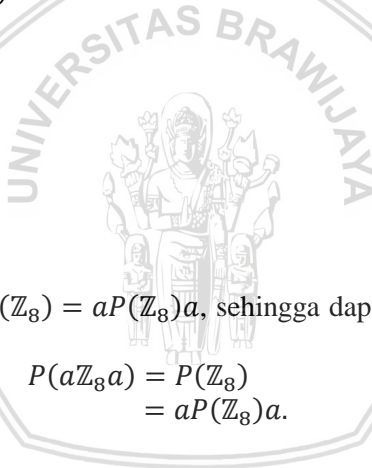 UNIVERSITAS BRAWIJAYA
(ℤ₈) = aP(ℤ₈)a, sehingga dap
P(aℤ₈a) = P(ℤ₈)
= aP(ℤ₈)a.